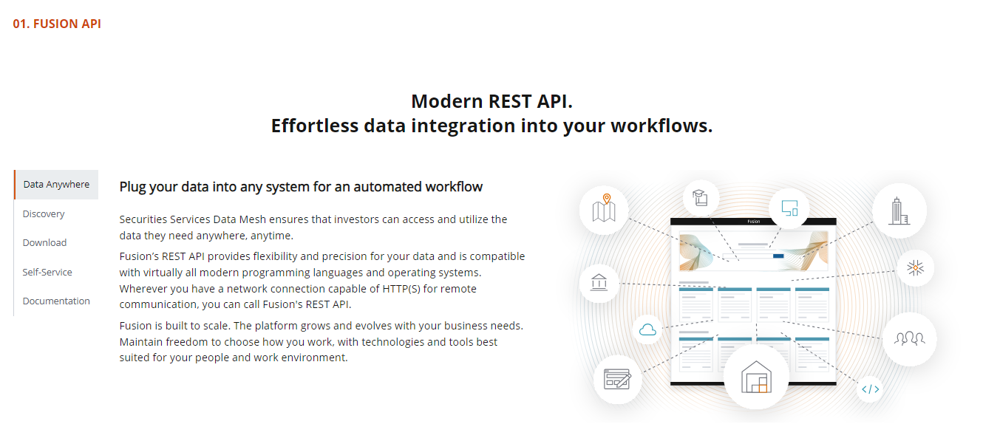 01. FUSION API
Modern REST API.
Effortless data integration into your workflows.
Data Anywhere
Discovery
Download
Self-Service
Documentation
Plug your data into any system for an automated workflow
Securities Services Data Mesh ensures that investors can access and utilize the
data they need anywhere, anytime.
Fusion’s REST API provides flexibility and precision for your data and is compatible
with virtually all modern programming languages and operating systems.
Wherever you have a network connection capable of HTTP(S) for remote
communication, you can call Fusion's REST API.
Fusion is built to scale. The platform grows and evolves with your business needs.
Maintain freedom to choose how you work, with technologies and tools best
suited for your people and work environment.
Fusion